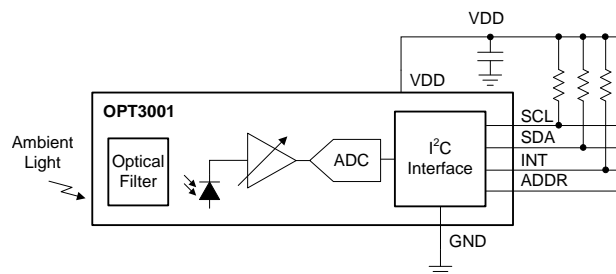 VDD
VDD
OPT3001
Ambient
Light
Optical
Filter
ADC
I²C
Interface
SCL
SDA
INT
ADDR
GND